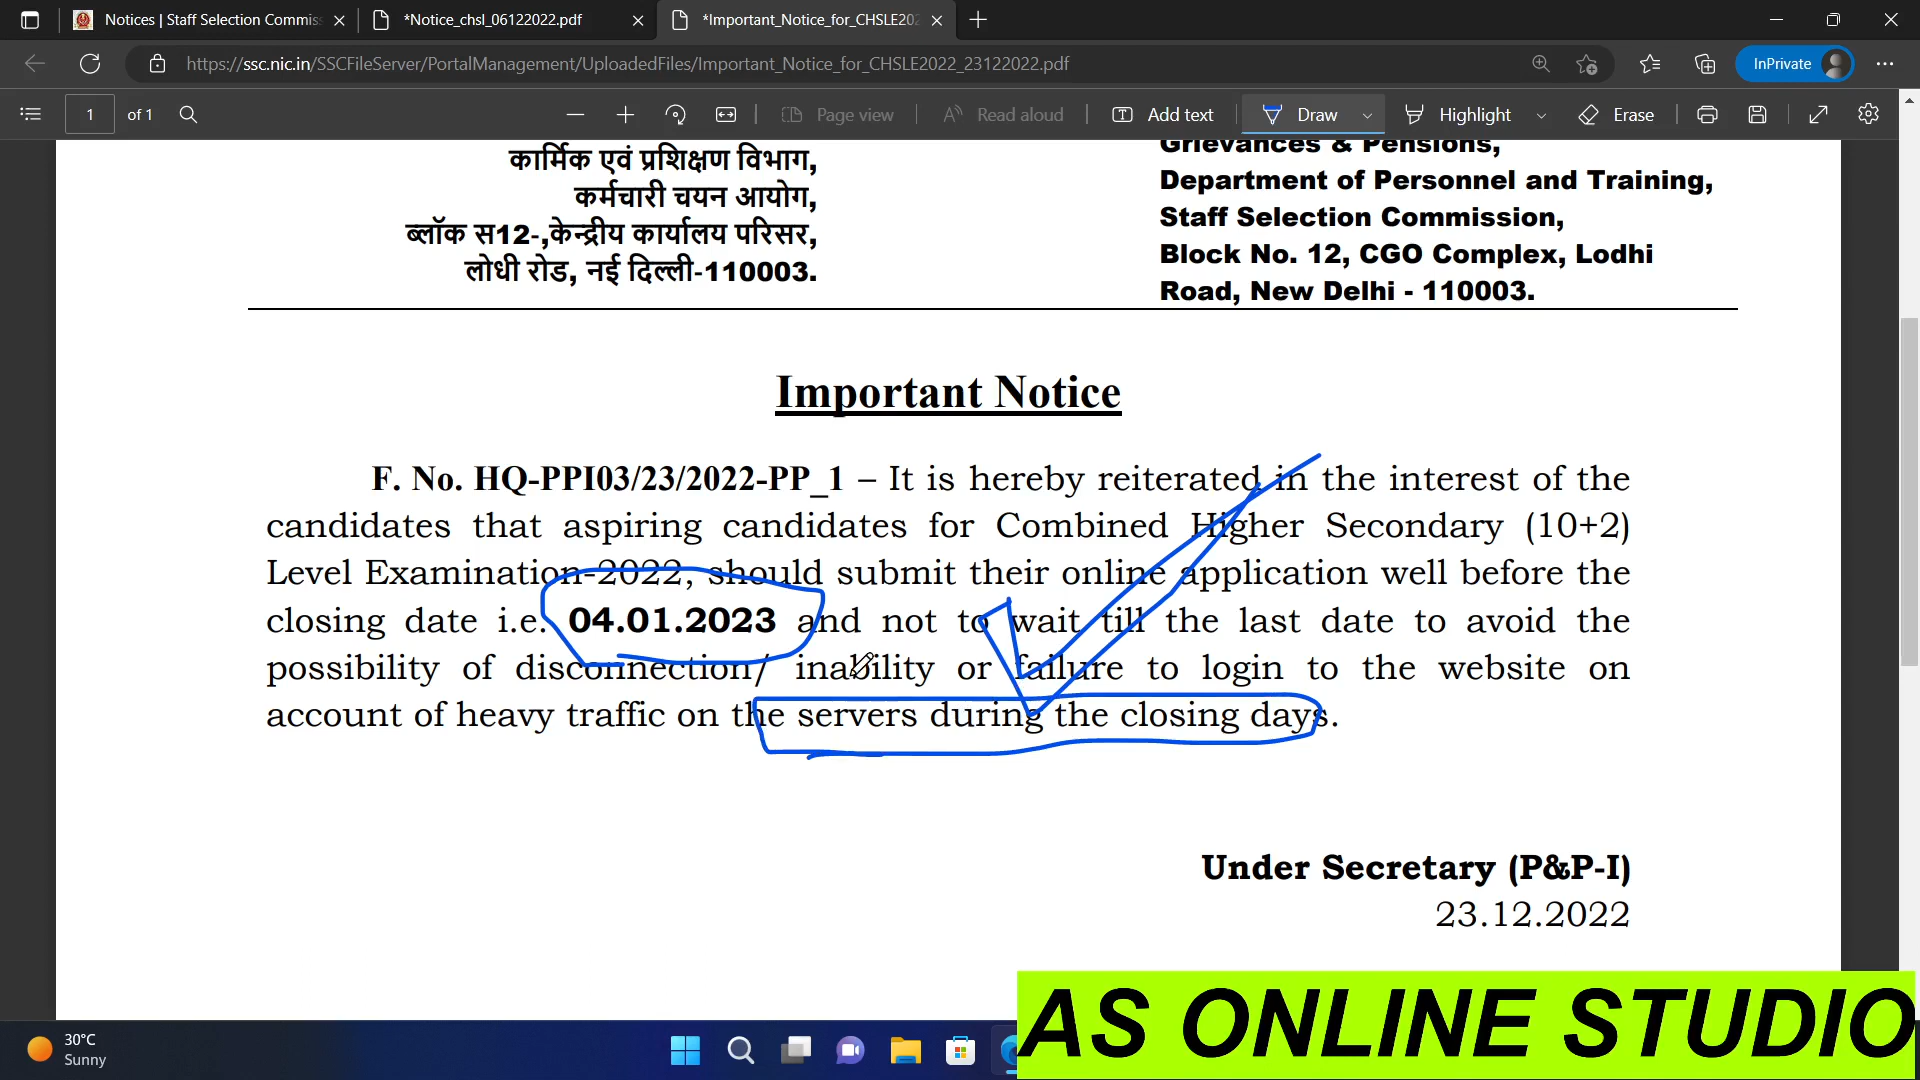 Notices | Staff Selection Commiss
*Notice_chsl_06122022.pdf
*Important_Notice_for_CHSLE202
https://ssc.nic.in/SSCFileServer/PortalManagement/UploadedFiles/Important_Notice_for_CHSLE2022_23122022.pdf
InPrivate
1 of 1
Page view
Read aloud
Add text
Draw
Highlight
Erase
कार्मिक एवं प्रशिक्षण विभाग,
कर्मचारी चयन आयोग,
ब्लॉक स12-,केन्द्रीय कार्यालय परिसर,
लोधी रोड, नई दिल्ली-110003.
Grievances & Pensions,
Department of Personnel and Training,
Staff Selection Commission,
Block No. 12, CGO Complex, Lodhi
Road, New Delhi - 110003.
Important Notice
F. No. HQ-PPI03/23/2022-PP_1 – It is hereby reiterated in the interest of the
candidates that aspiring candidates for Combined Higher Secondary (10+2)
Level Examination-2022, should submit their online application well before the
closing date i.e. 04.01.2023 and not to wait till the last date to avoid the
possibility of disconnection/ inability or failure to login to the website on
account of heavy traffic on the servers during the closing days.
Under Secretary (P&P-I)
23.12.2022
AS ONLINE STUDIO
30°C
Sunny